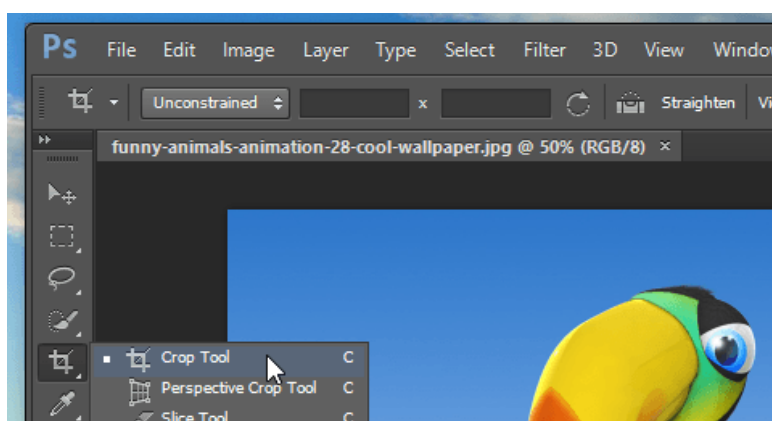 Ps File Edit Image Layer Type Select Filter 3D View Windo
Unconstrained x Straighten Vi
funny-animals-animation-28-cool-wallpaper.jpg @ 50% (RGB/8) ×
Crop Tool C
Perspective Crop Tool C
Slice Tool C